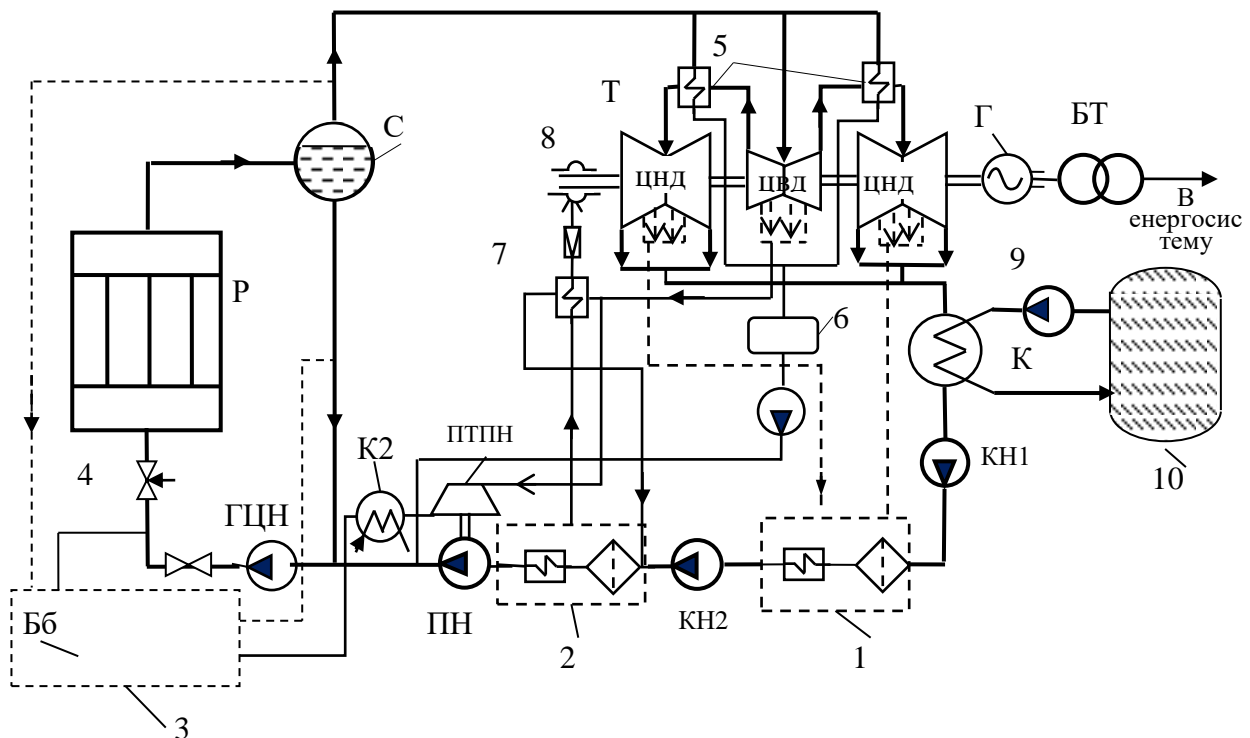 5
Т
Г
БТ
С
8
ЦНД
ЦВД
ЦНД
В
енергосис
тему
7
9
Р
6
К
ПТПН
К2
КН1
4
10
ГЦН
Бб
ПН
КН2
2
1
3